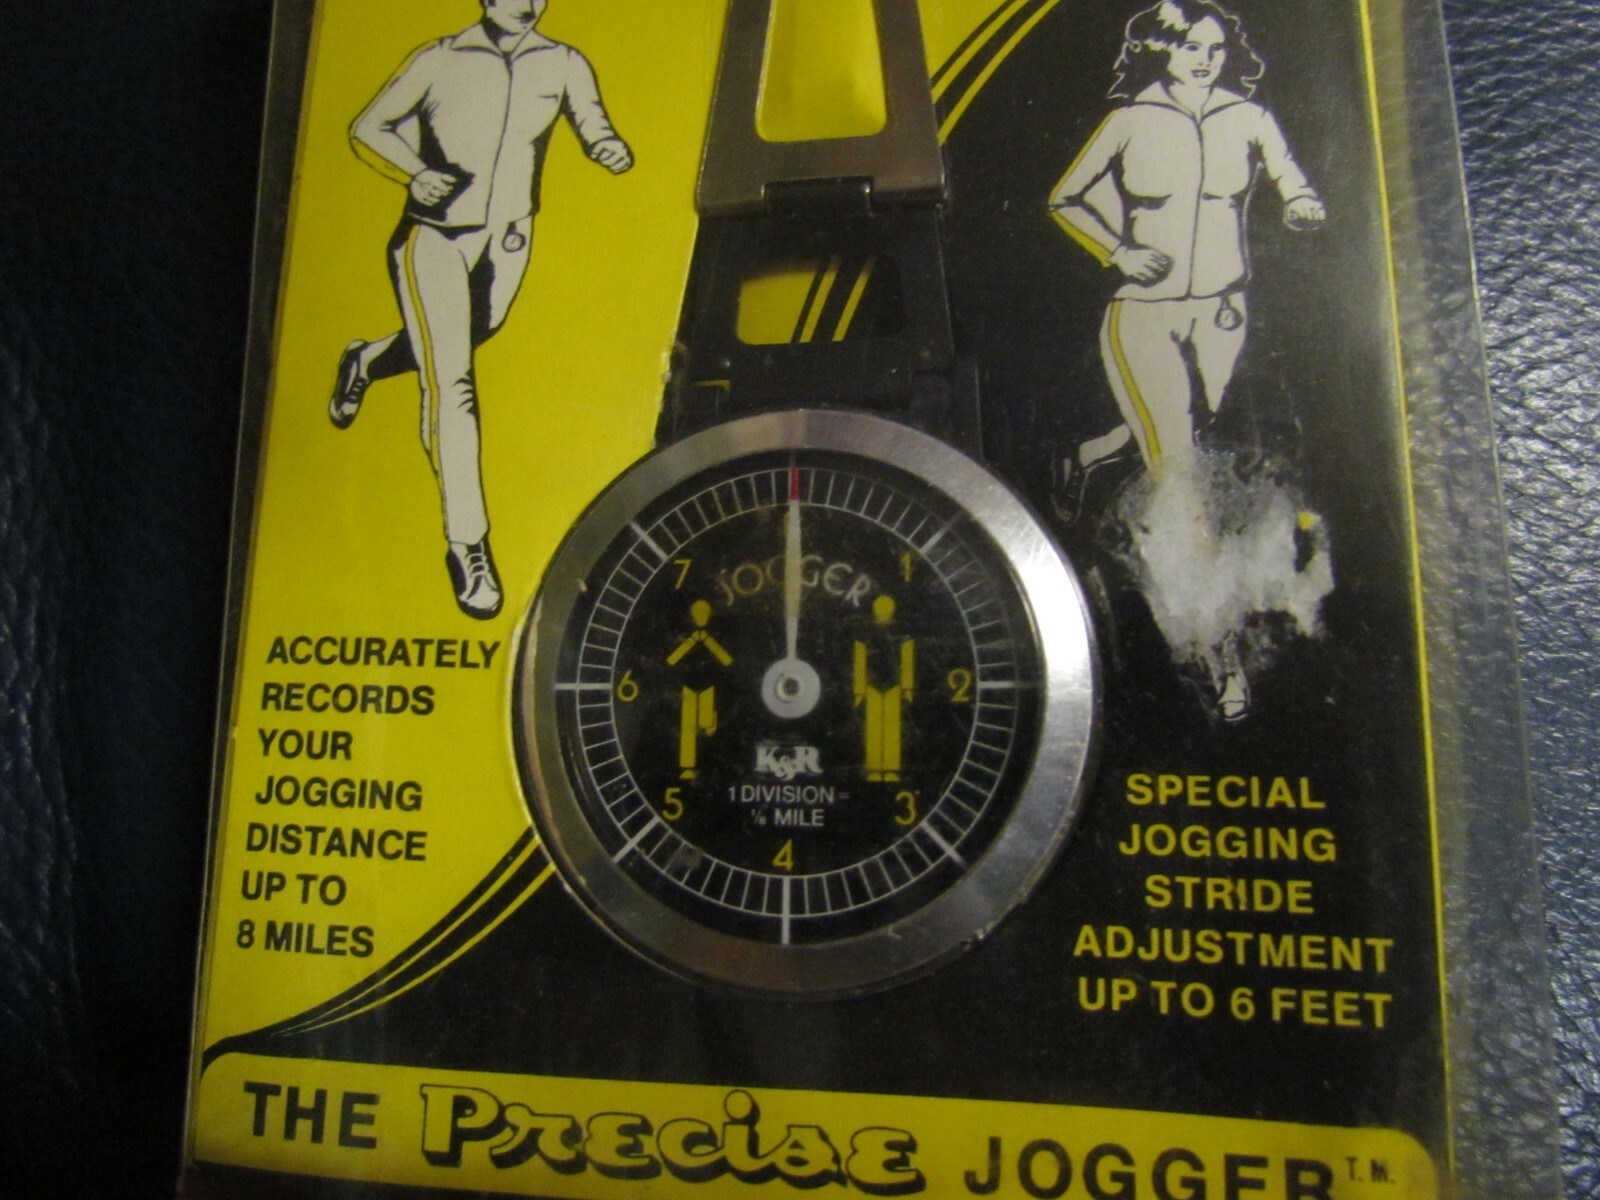 JOGGER
7
1
6
2
5
3
4
K&R
1 DIVISION =
⅛ MILE
ACCURATELY
RECORDS
YOUR
JOGGING
DISTANCE
UP TO
8 MILES
SPECIAL
JOGGING
STRIDE
ADJUSTMENT
UP TO 6 FEET
THE Precise JOGGER T.M.